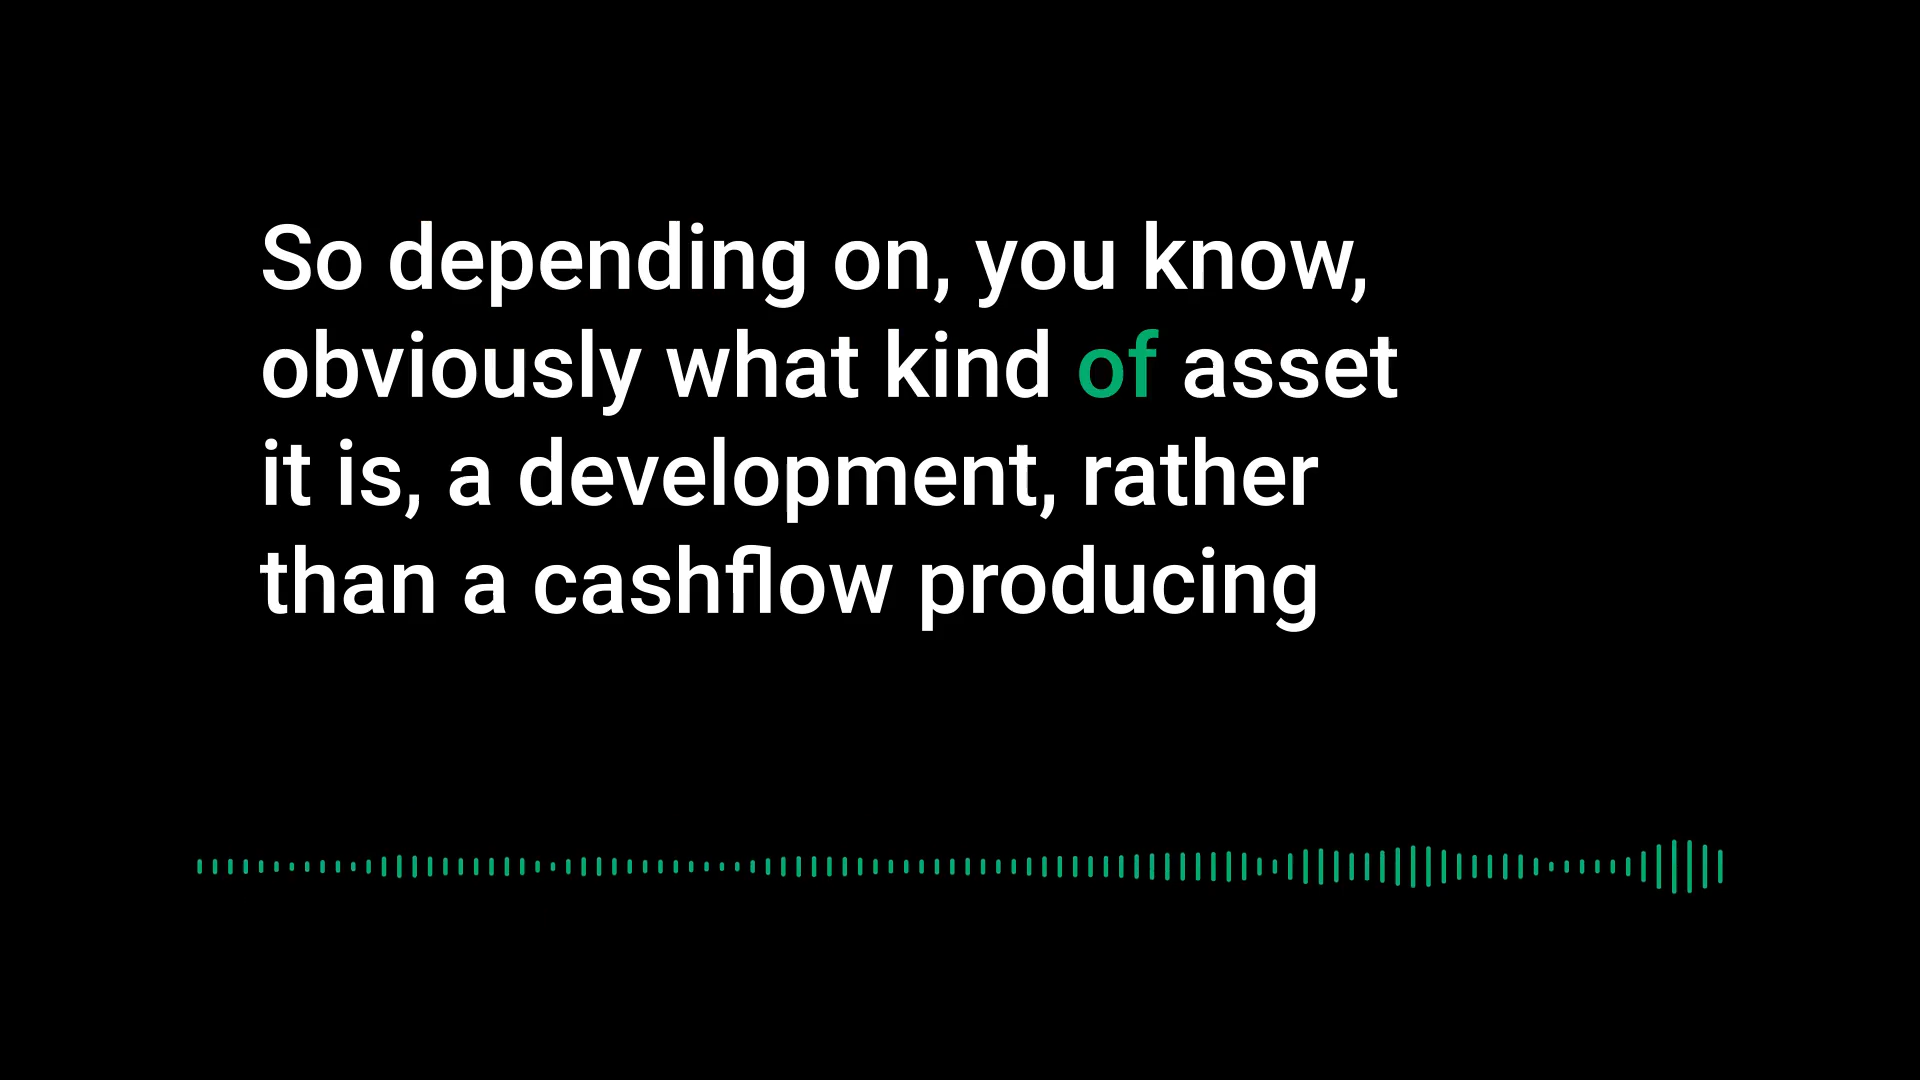 So depending on, you know,
obviously what kind of asset
it is, a development, rather
than a cashflow producing